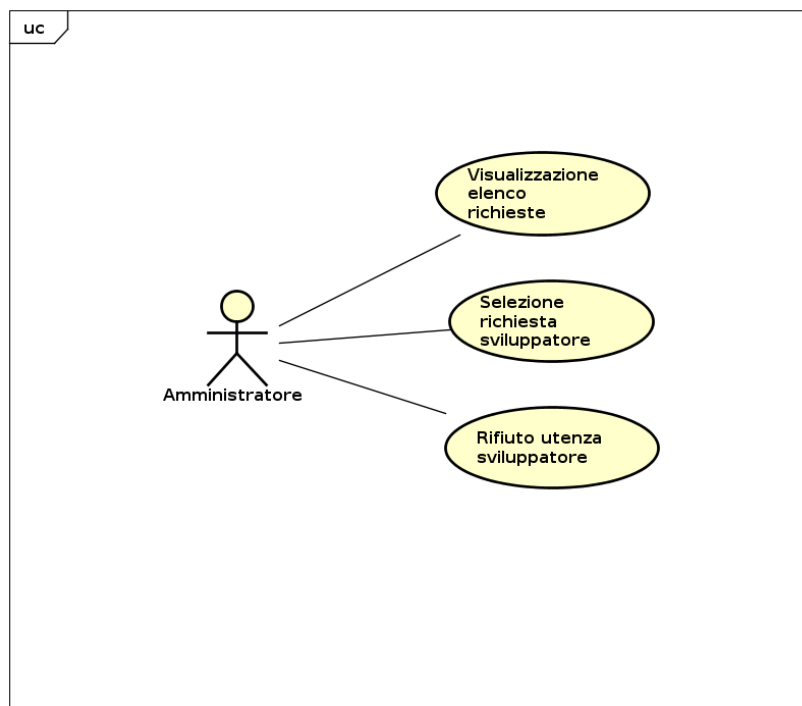 uc
Visualizzazione
elenco
richieste
Selezione
richiesta
sviluppatore
Amministratore
Rifiuto utenza
sviluppatore